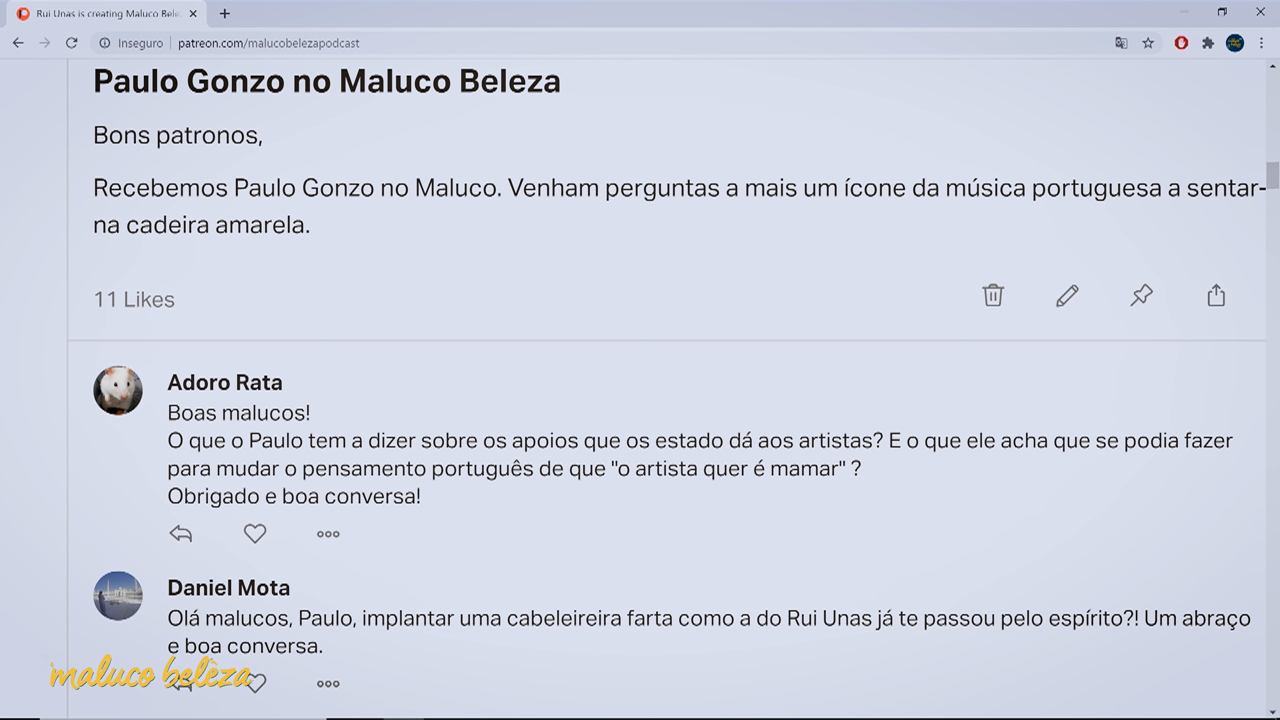 Rui Unas is creating Maluco Bele
Inseguro
patreon.com/malucobelezapodcast
Paulo Gonzo no Maluco Beleza
Bons patronos,
Recebemos Paulo Gonzo no Maluco. Venham perguntas a mais um ícone da música portuguesa a sentar-
na cadeira amarela.
11 Likes
Adoro Rata
Boas malucos!
O que o Paulo tem a dizer sobre os apoios que os estado dá aos artistas? E o que ele acha que se podia fazer
para mudar o pensamento português de que "o artista quer é mamar" ?
Obrigado e boa conversa!
Daniel Mota
Olá malucos, Paulo, implantar uma cabeleireira farta como a do Rui Unas já te passou pelo espírito?! Um abraço
e boa conversa.
maluco belêza